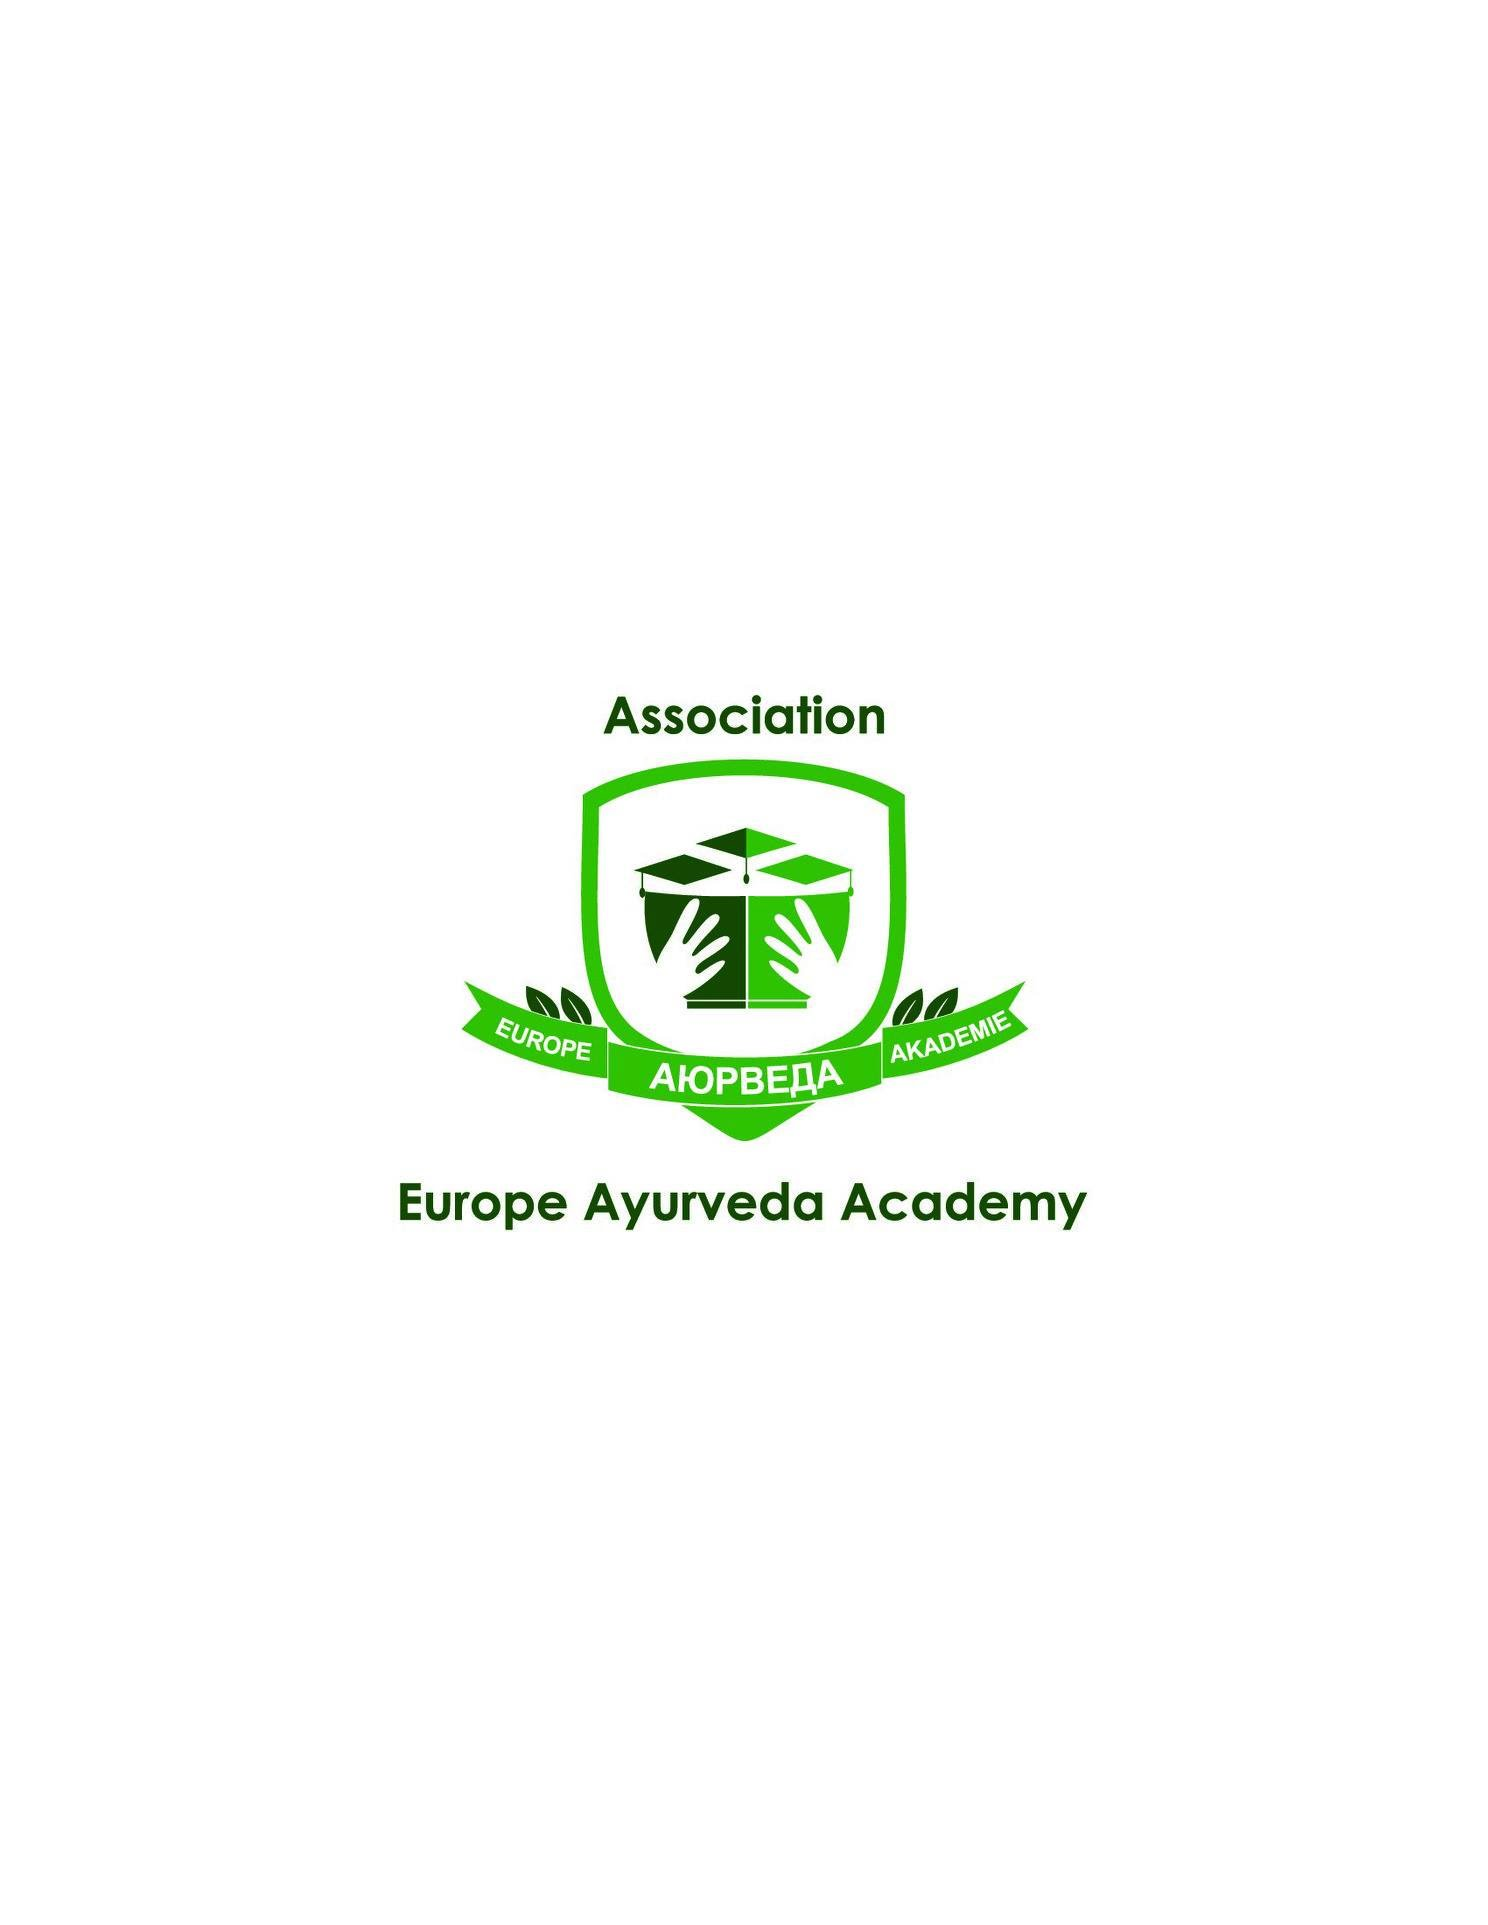 Association
EUROPE
АЮРВЕДА
AKADEMIE
Europe Ayurveda Academy